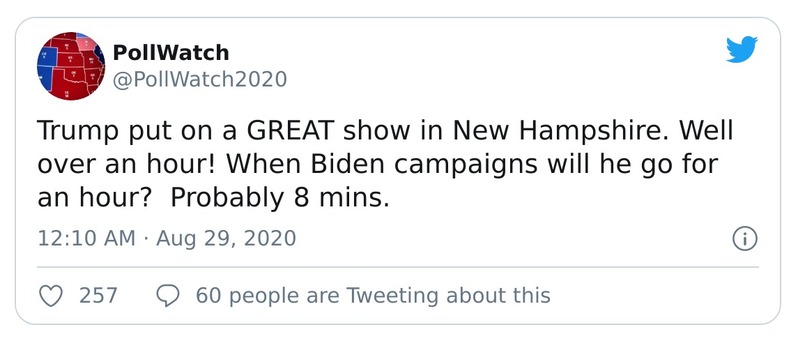 PollWatch
@PollWatch2020
Trump put on a GREAT show in New Hampshire. Well
over an hour! When Biden campaigns will he go for
an hour?  Probably 8 mins.
12:10 AM · Aug 29, 2020
257
60 people are Tweeting about this